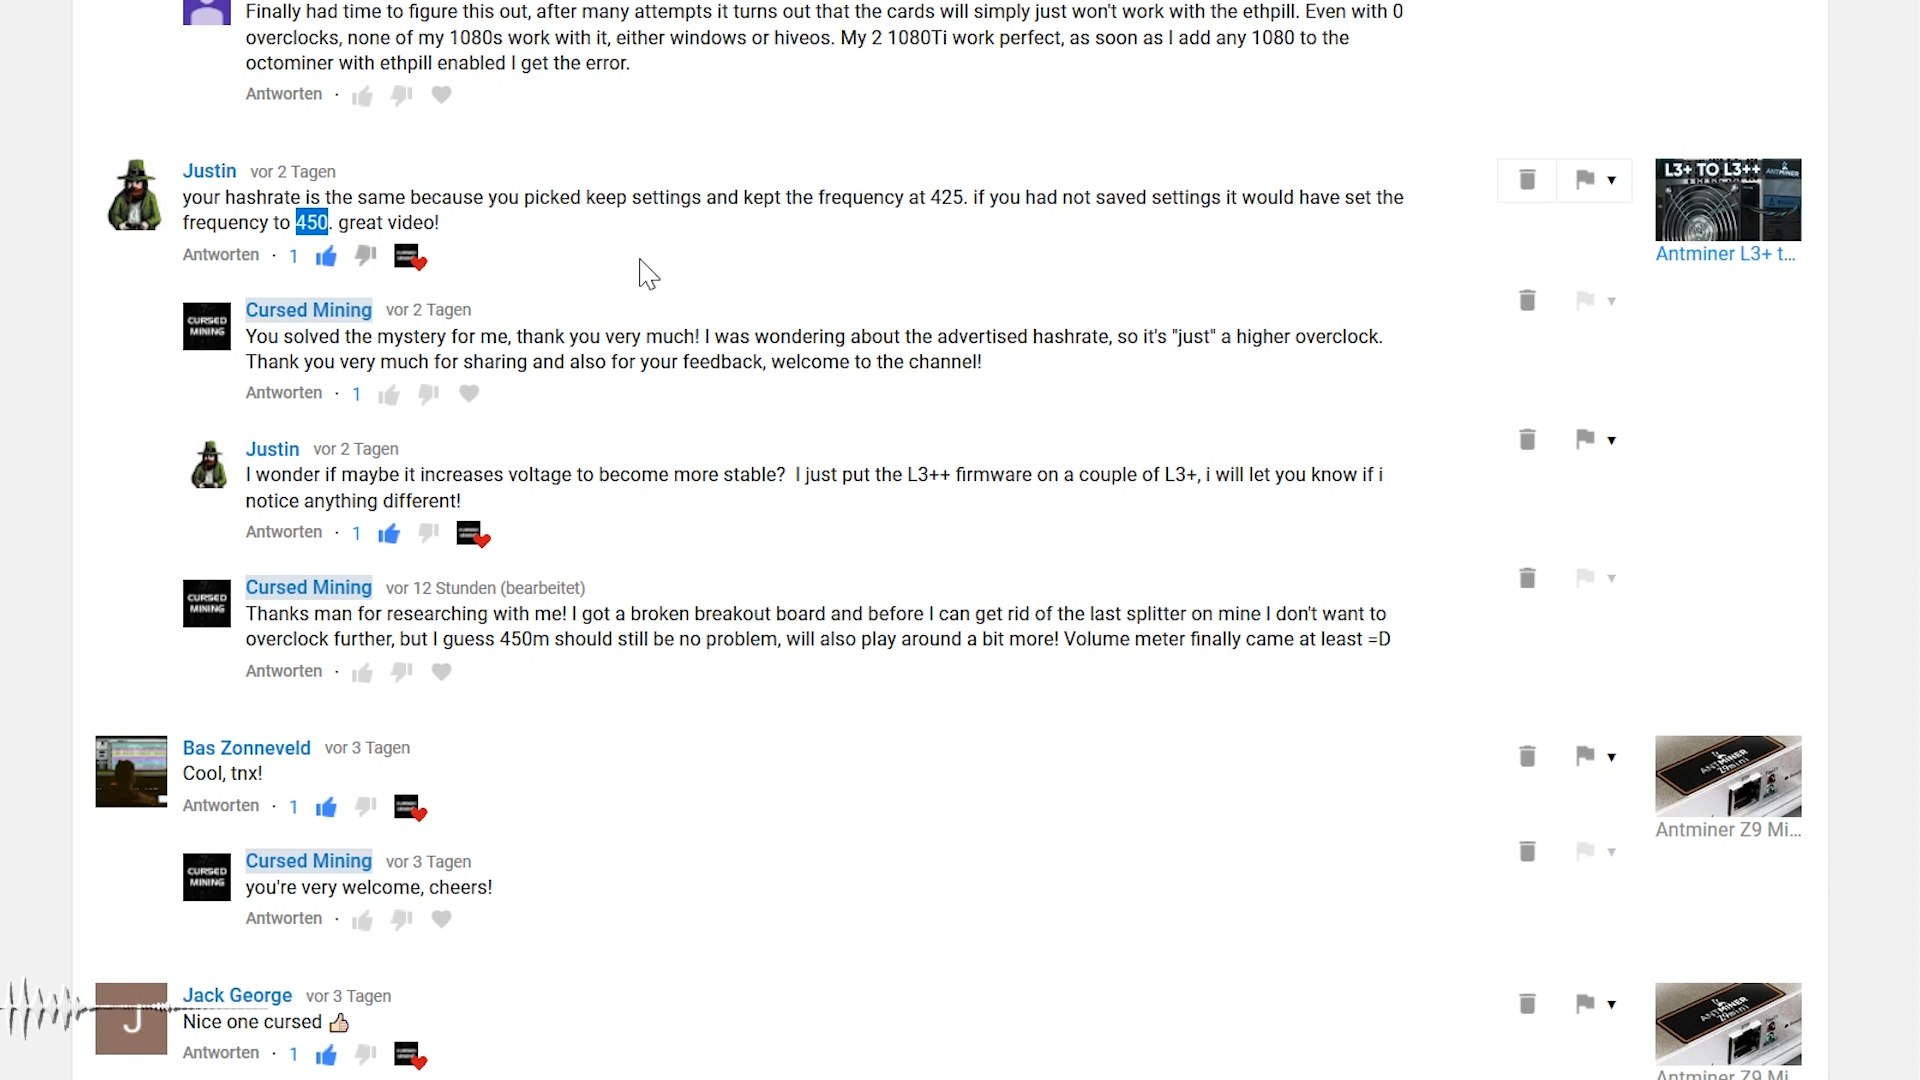 Finally had time to figure this out, after many attempts it turns out that the cards will simply just won't work with the ethpill. Even with 0
overclocks, none of my 1080s work with it, either windows or hiveos. My 2 1080Ti work perfect, as soon as I add any 1080 to the
octominer with ethpill enabled I get the error.
Antworten ·
Justin vor 2 Tagen
your hashrate is the same because you picked keep settings and kept the frequency at 425. if you had not saved settings it would have set the
frequency to 450. great video!
Antworten · 1
L3+ TO L3++ ANTMINER
Antminer L3+ t...
CURSED
MINING
Cursed Mining vor 2 Tagen
You solved the mystery for me, thank you very much! I was wondering about the advertised hashrate, so it's "just" a higher overclock.
Thank you very much for sharing and also for your feedback, welcome to the channel!
Antworten · 1
Justin vor 2 Tagen
I wonder if maybe it increases voltage to become more stable?  I just put the L3++ firmware on a couple of L3+, i will let you know if i
notice anything different!
Antworten · 1
CURSED
MINING
Cursed Mining vor 12 Stunden (bearbeitet)
Thanks man for researching with me! I got a broken breakout board and before I can get rid of the last splitter on mine I don't want to
overclock further, but I guess 450m should still be no problem, will also play around a bit more! Volume meter finally came at least =D
Antworten ·
Bas Zonneveld vor 3 Tagen
Cool, tnx!
Antworten · 1
ANTMINER
Z9mini
Antminer Z9 Mi...
CURSED
MINING
Cursed Mining vor 3 Tagen
you're very welcome, cheers!
Antworten ·
J
Jack George vor 3 Tagen
Nice one cursed 👍🏻
Antworten · 1
ANTMINER
Z9mini
Antminer Z9 Mi...